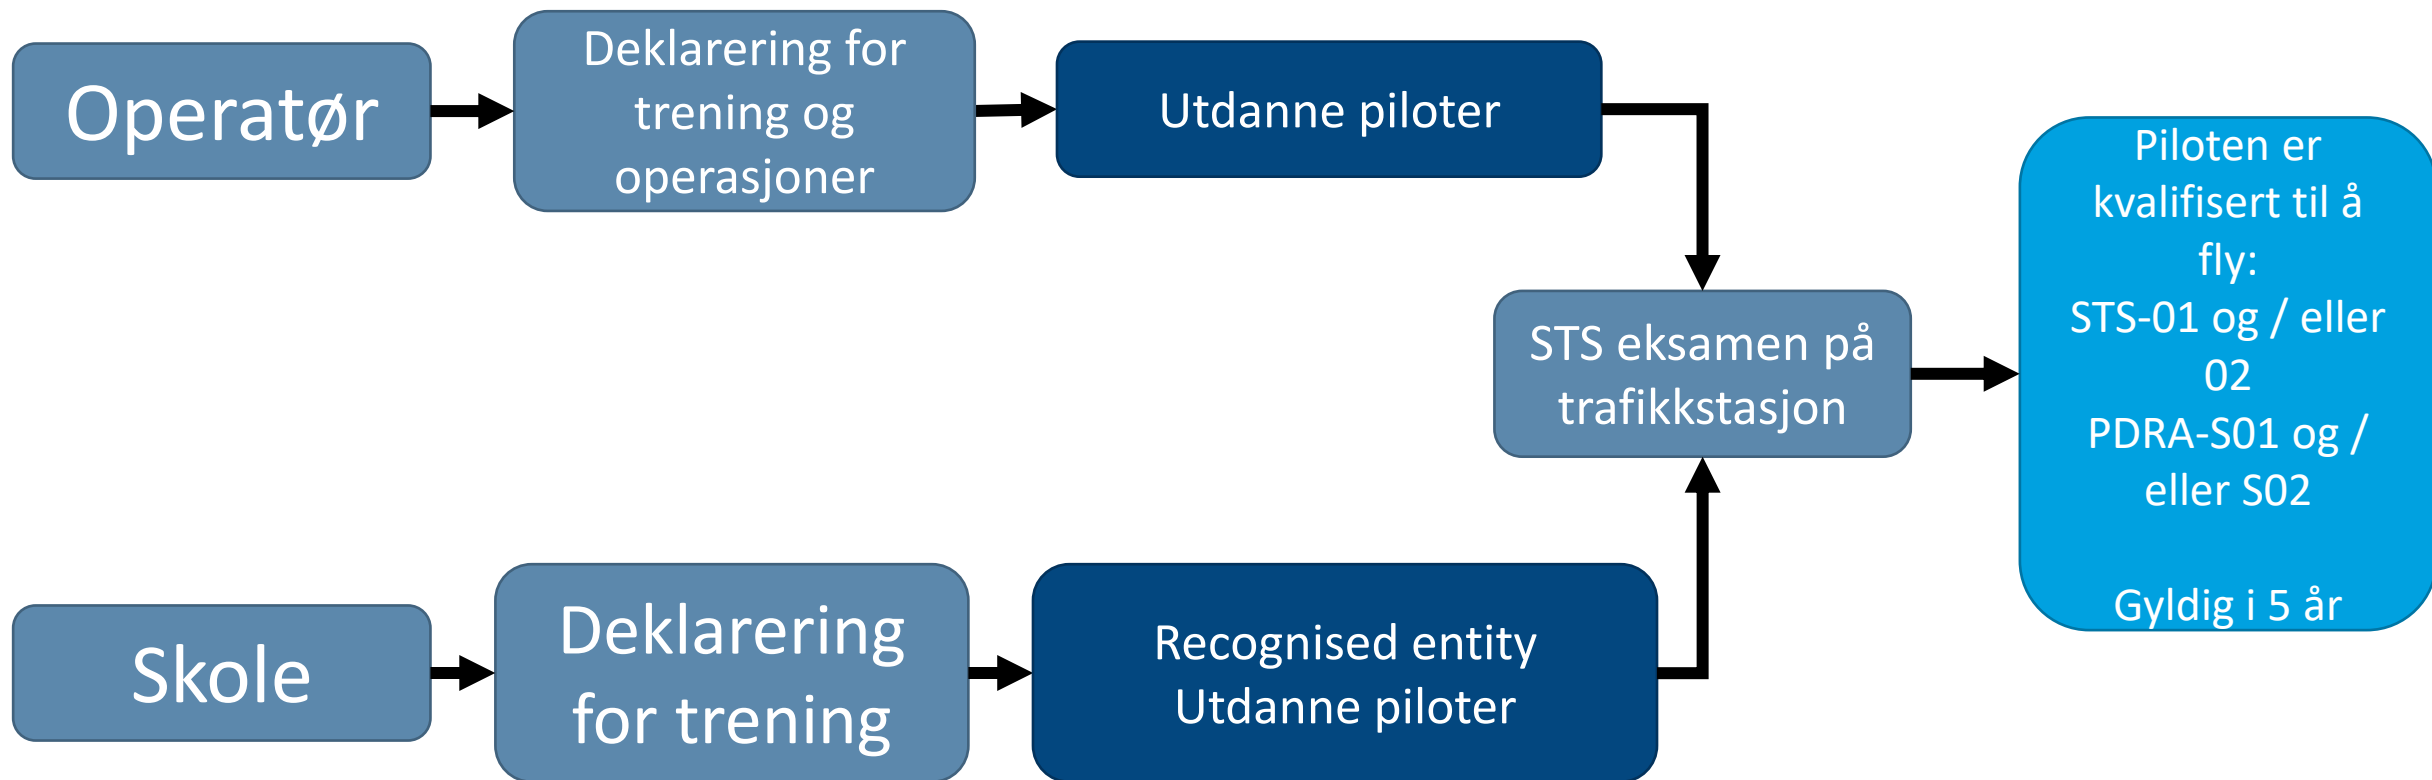 Operatør
Deklarering for
trening og
operasjoner
Utdanne piloter
STS eksamen på
trafikkstasjon
Piloten er
kvalifisert til å
fly:
STS-01 og / eller
02
PDRA-S01 og /
eller S02
Gyldig i 5 år
Skole
Deklarering
for trening
Recognised entity
Utdanne piloter